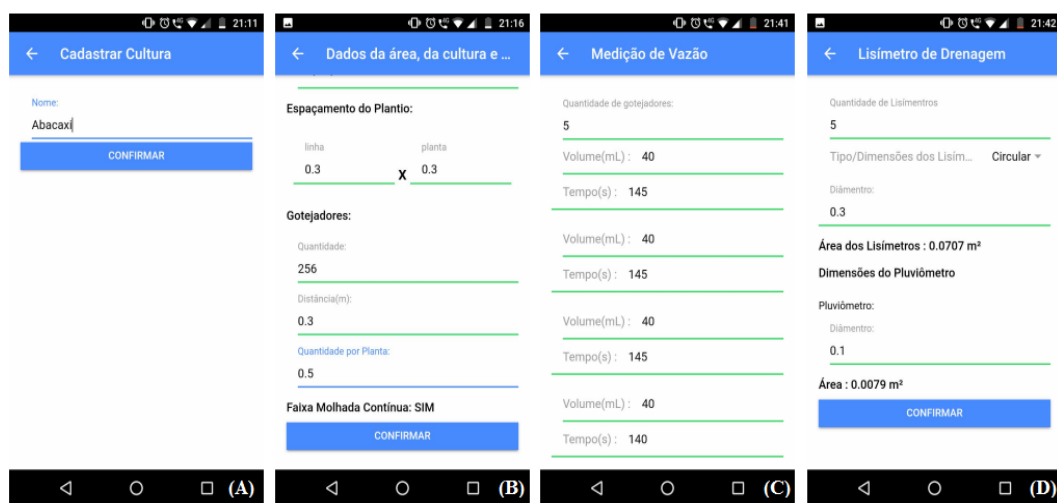 21:11
Cadastrar Cultura
Nome:
Abacaxi
CONFIRMAR
(A)
21:16
Dados da área, da cultura e ...
Espaçamento do Plantio:
linha planta
0.3 X 0.3
Gotejadores:
Quantidade:
256
Distância(m):
0.3
Quantidade por Planta:
0.5
Faixa Molhada Contínua: SIM
CONFIRMAR
(B)
21:41
Medição de Vazão
Quantidade de gotejadores:
5
Volume(mL) : 40
Tempo(s) : 145
Volume(mL) : 40
Tempo(s) : 145
Volume(mL) : 40
Tempo(s) : 145
Volume(mL) : 40
Tempo(s) : 140
(C)
21:42
Lisímetro de Drenagem
Quantidade de Lisímentros
5
Tipo/Dimensões dos Lisím... Circular
Diâmentro:
0.3
Área dos Lisímetros : 0.0707 m²
Dimensões do Pluviômetro
Pluviômetro:
Diâmentro:
0.1
Área : 0.0079 m²
CONFIRMAR
(D)